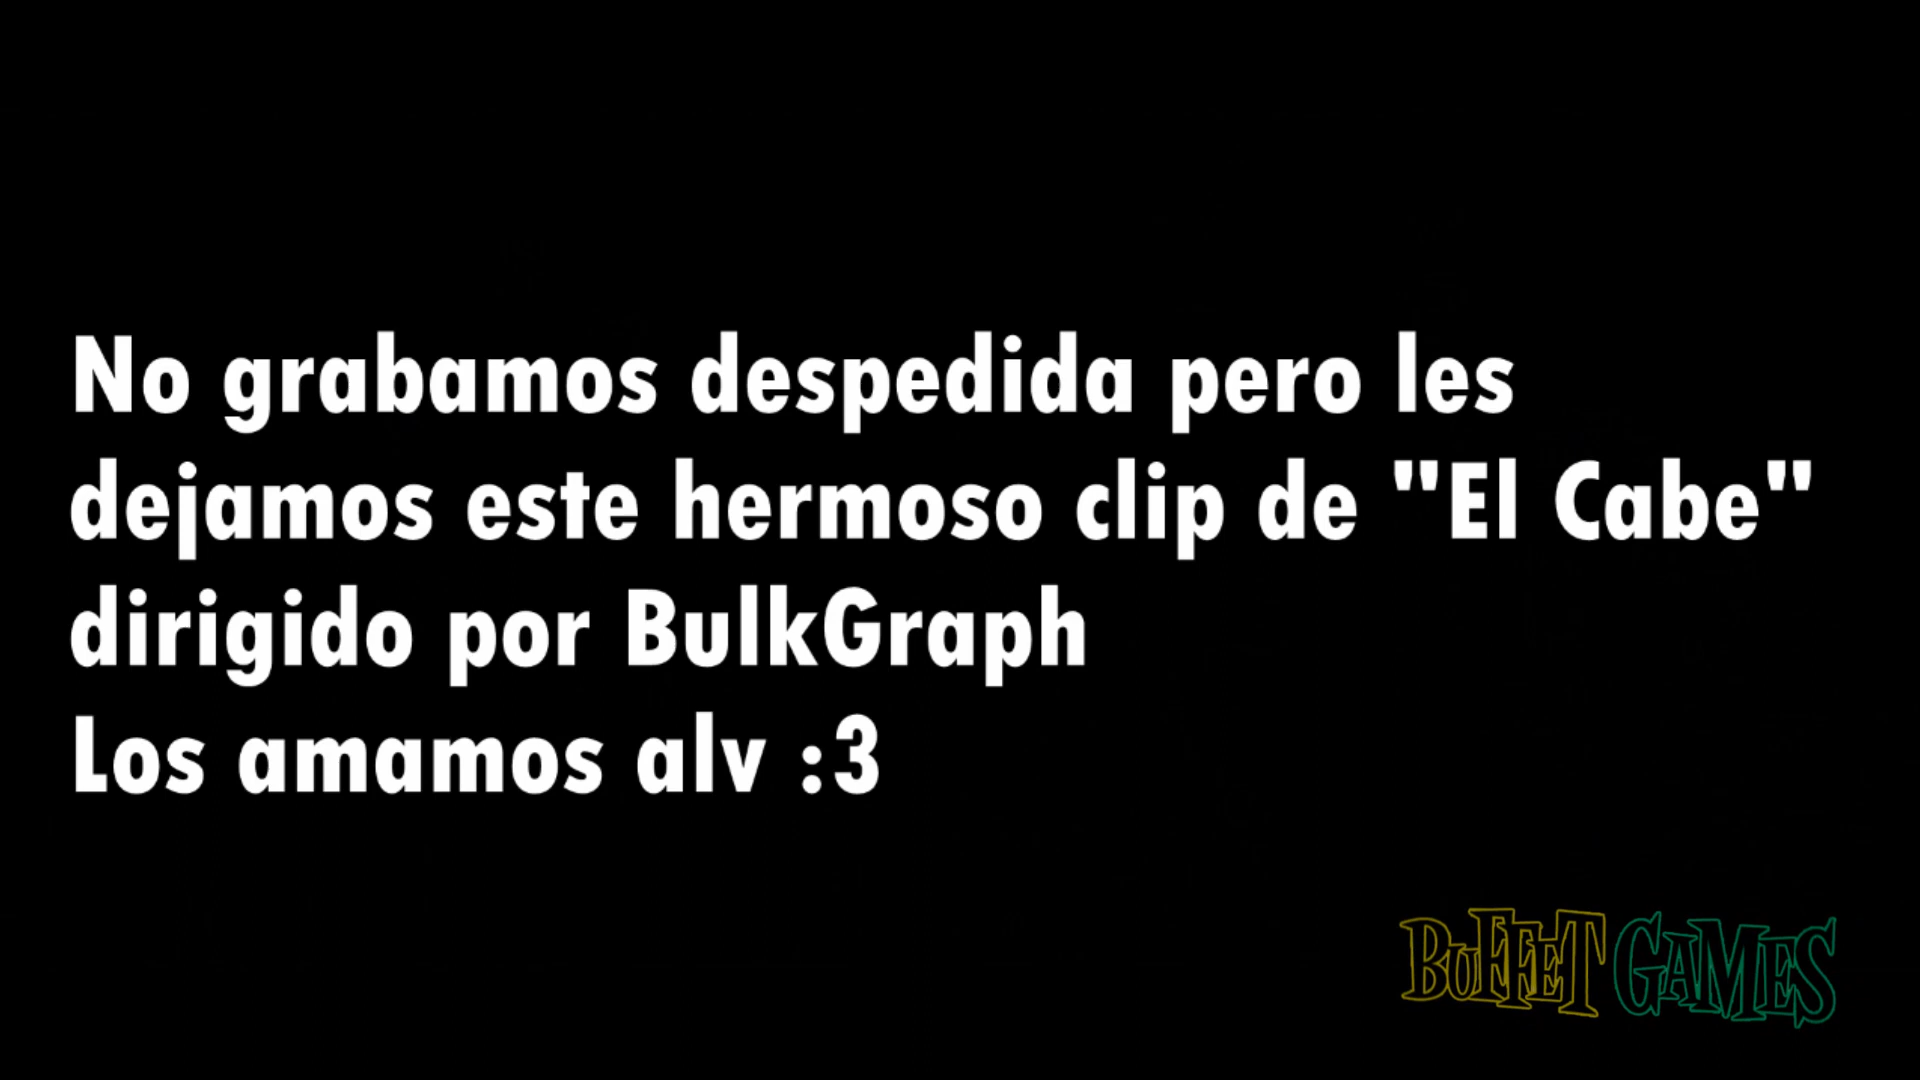 No grabamos despedida pero les
dejamos este hermoso clip de "El Cabe"
dirigido por BulkGraph
Los amamos alv :3
BUFFET GAMES